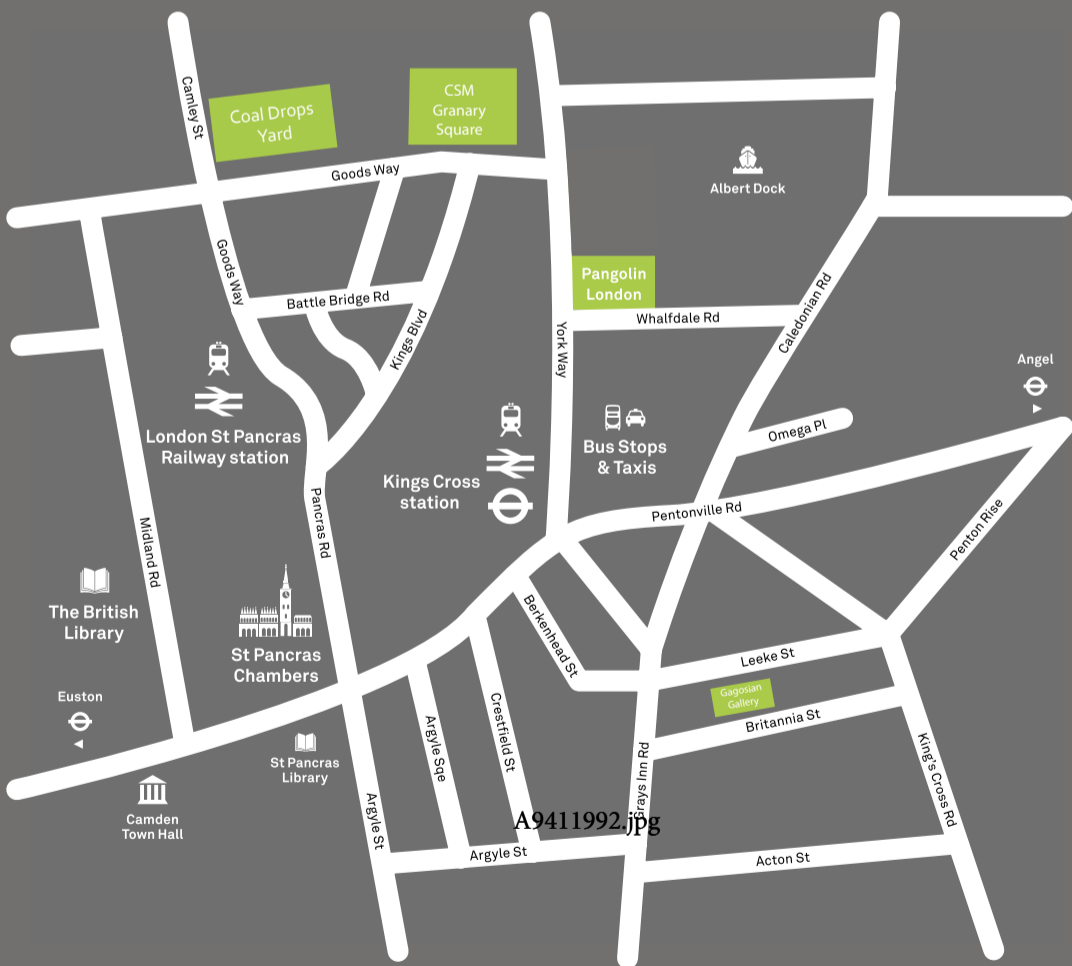 Camley St
Coal Drops
Yard
CSM
Granary
Square
Goods Way
Albert Dock
Goods Way
Battle Bridge Rd
Kings Blvd
Pangolin
London
Whalfdale Rd
York Way
Caledonian Rd
Angel
London St Pancras
Railway station
Kings Cross
station
Bus Stops
& Taxis
Omega Pl
Pentonville Rd
Penton Rise
Midland Rd
Pancras Rd
The British
Library
St Pancras
Chambers
Berkenhead St
Leeke St
Gagosian
Gallery
Britannia St
Euston
St Pancras
Library
Argyle Sqe
Crestfield St
Grays Inn Rd
King's Cross Rd
Camden
Town Hall
Argyle St
A9411992.jpg
Argyle St
Acton St